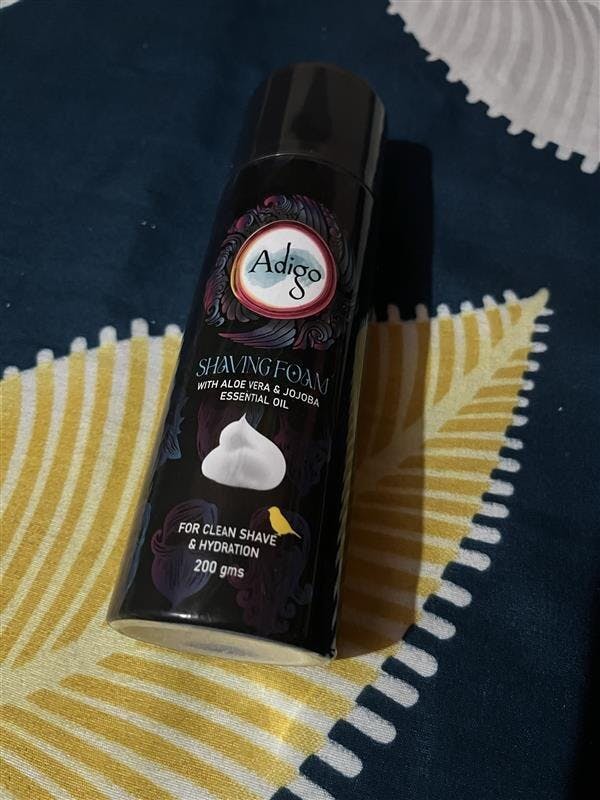 Adigo
SHAVING FOAM
WITH ALOE VERA & JOJOBA
ESSENTIAL OIL
FOR CLEAN SHAVE
& HYDRATION
200 gms